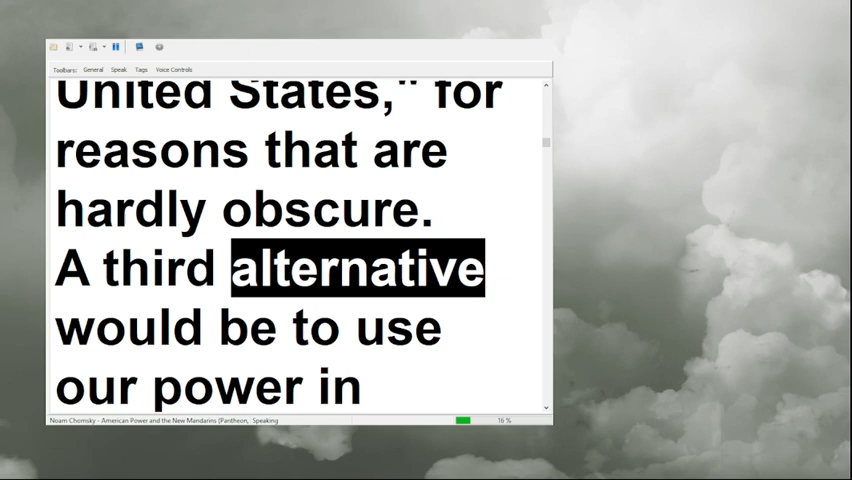 Toolbars: General Speak Tags Voice Controls
United States," for
reasons that are
hardly obscure.
A third alternative
would be to use
our power in
Noam Chomsky - American Power and the New Mandarins (Pantheon, Speaking 16 %